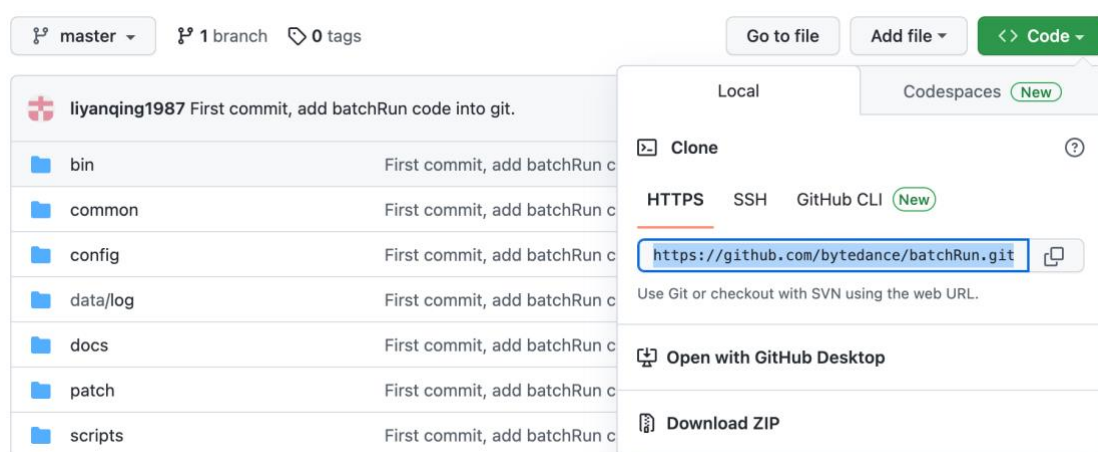 master 1 branch 0 tags Go to file Add file <> Code
liyanqing1987 First commit, add batchRun code into git.
bin First commit, add batchRun c
common First commit, add batchRun c
config First commit, add batchRun c
data/log First commit, add batchRun c
docs First commit, add batchRun c
patch First commit, add batchRun c
scripts First commit, add batchRun c
Local Codespaces New
Clone
HTTPS SSH GitHub CLI New
https://github.com/bytedance/batchRun.git
Use Git or checkout with SVN using the web URL.
Open with GitHub Desktop
Download ZIP